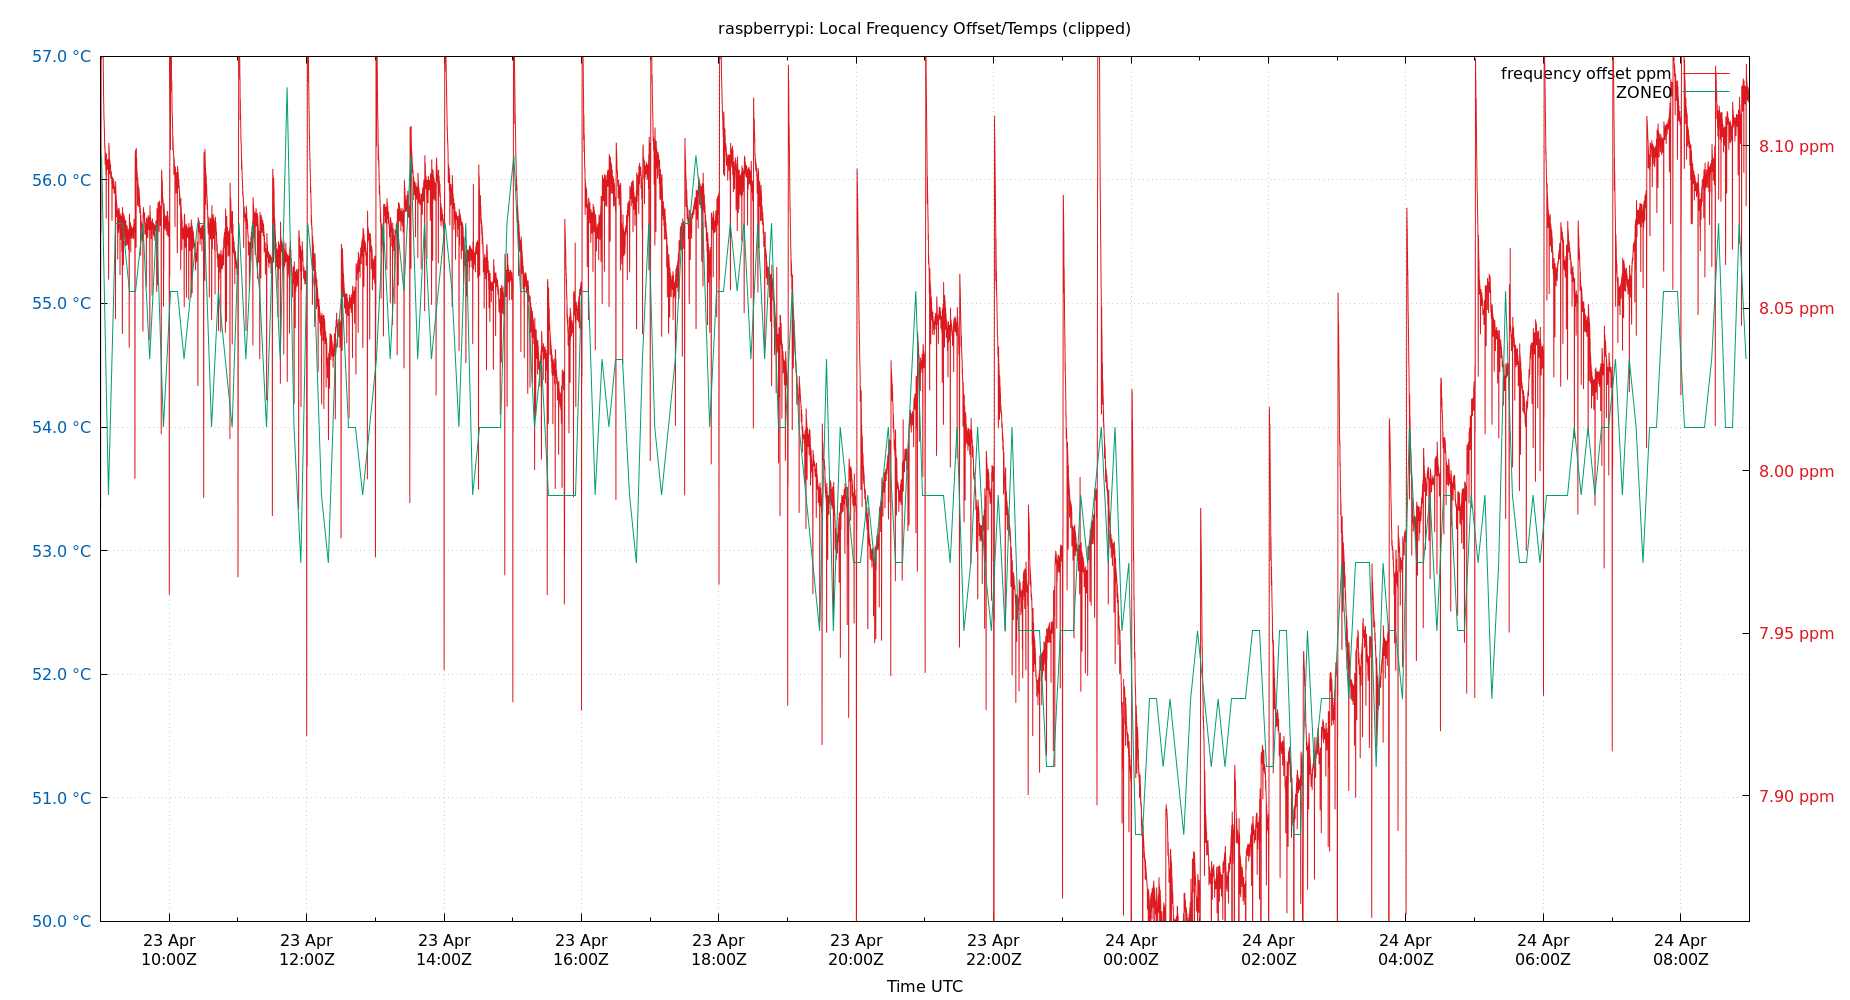 raspberrypi: Local Frequency Offset/Temps (clipped)
57.0 °C
56.0 °C
55.0 °C
54.0 °C
53.0 °C
52.0 °C
51.0 °C
50.0 °C
frequency offset ppm
ZONE0
8.10 ppm
8.05 ppm
8.00 ppm
7.95 ppm
7.90 ppm
23 Apr
10:00Z
23 Apr
12:00Z
23 Apr
14:00Z
23 Apr
16:00Z
23 Apr
18:00Z
23 Apr
20:00Z
23 Apr
22:00Z
24 Apr
00:00Z
24 Apr
02:00Z
24 Apr
04:00Z
24 Apr
06:00Z
24 Apr
08:00Z
Time UTC